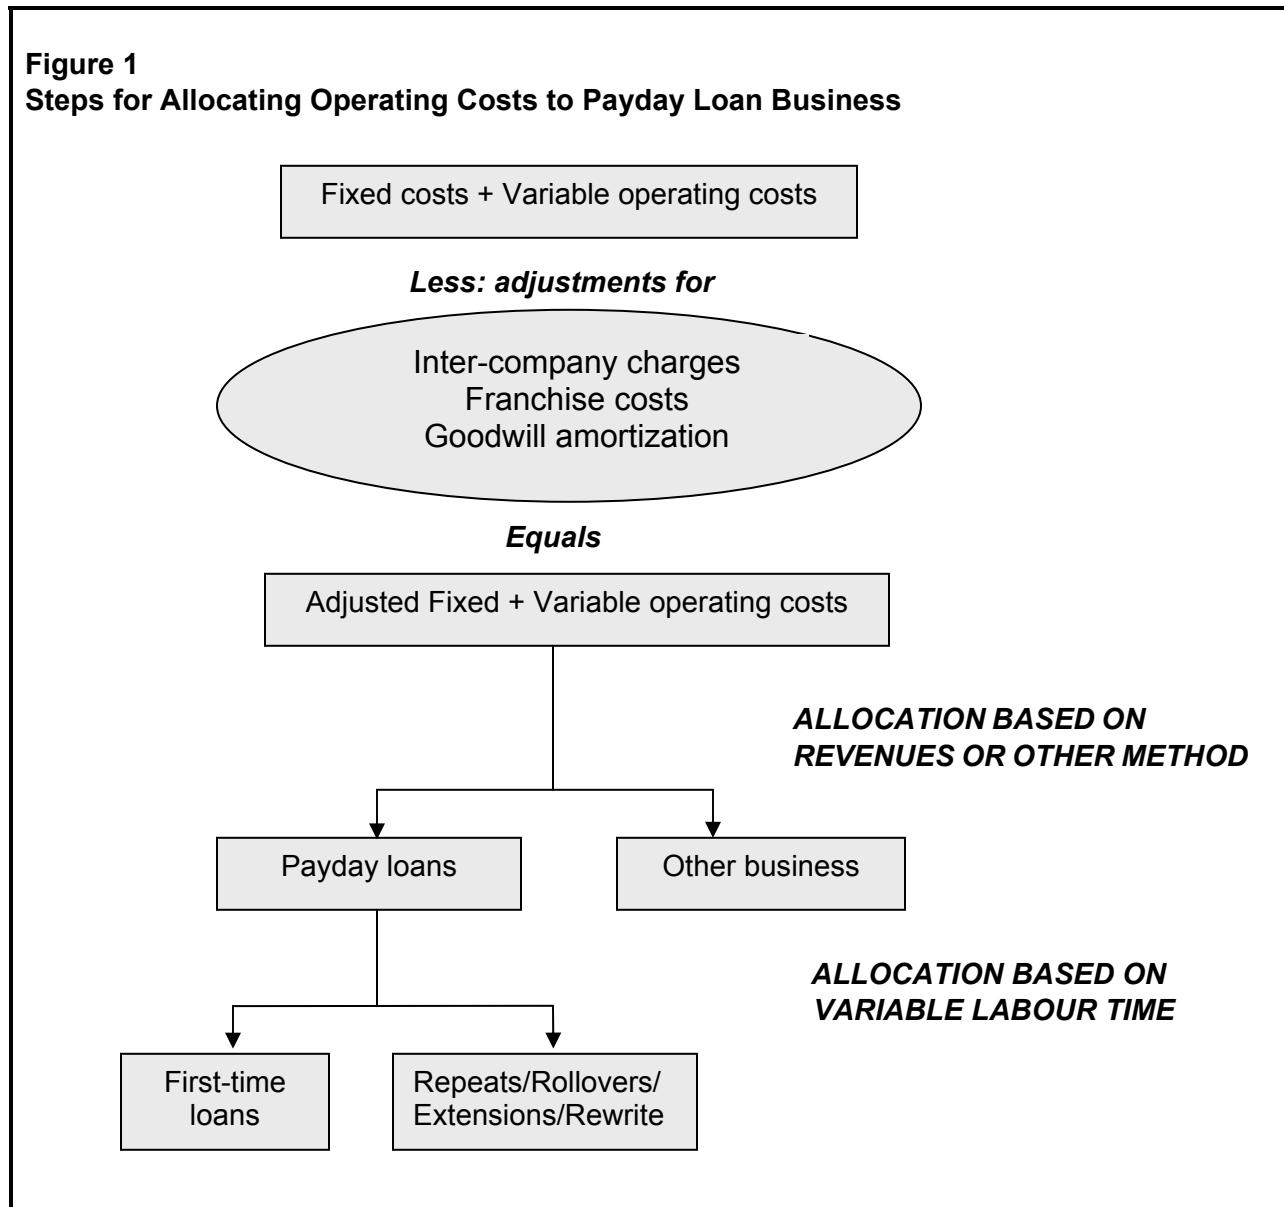 Figure 1
Steps for Allocating Operating Costs to Payday Loan Business
Fixed costs + Variable operating costs
Less: adjustments for
Inter-company charges
Franchise costs
Goodwill amortization
Equals
Adjusted Fixed + Variable operating costs
ALLOCATION BASED ON
REVENUES OR OTHER METHOD
Payday loans
Other business
ALLOCATION BASED ON
VARIABLE LABOUR TIME
First-time
loans
Repeats/Rollovers/
Extensions/Rewrite